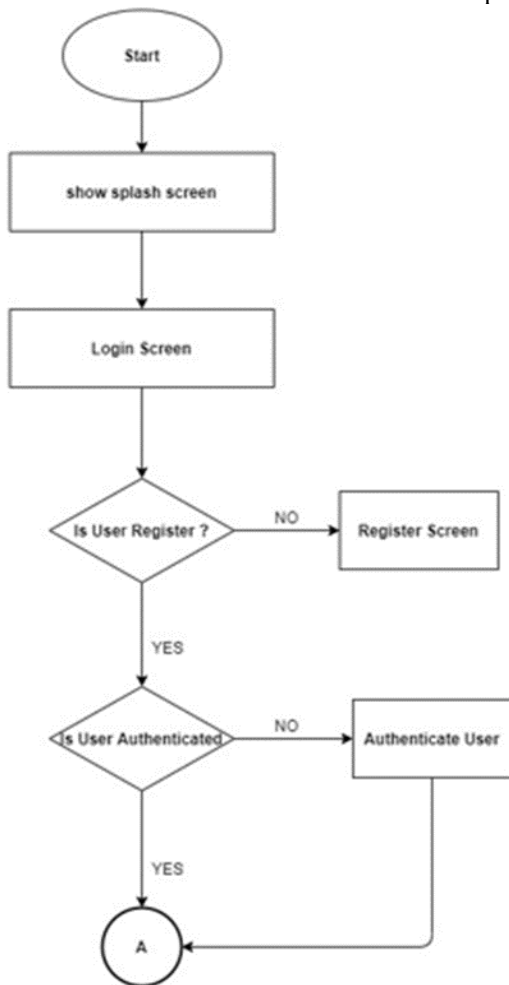 Start
show splash screen
Login Screen
Is User Register ?
NO
Register Screen
YES
Is User Authenticated
NO
Authenticate User
YES
A